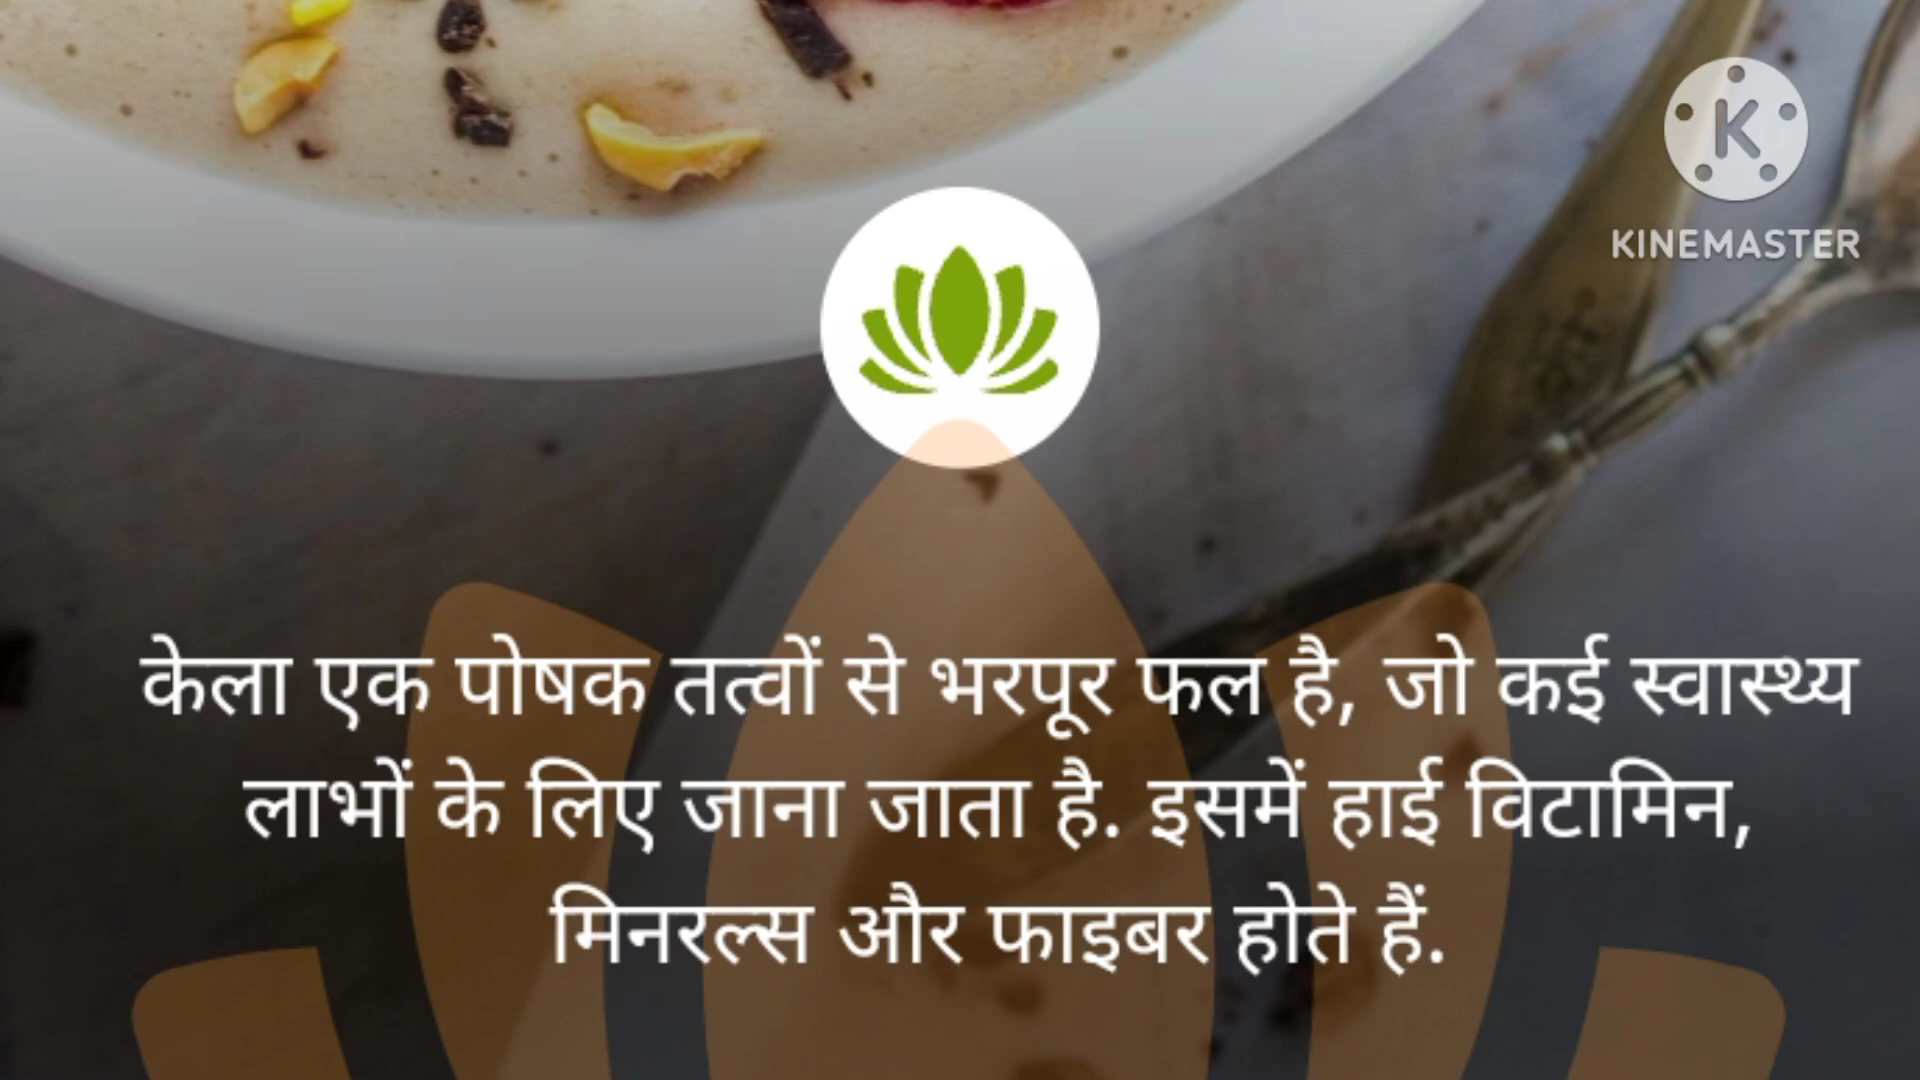 KINEMASTER
केला एक पोषक तत्वों से भरपूर फल है, जो कई स्वास्थ्य
लाभों के लिए जाना जाता है. इसमें हाई विटामिन,
मिनरल्स और फाइबर होते हैं.